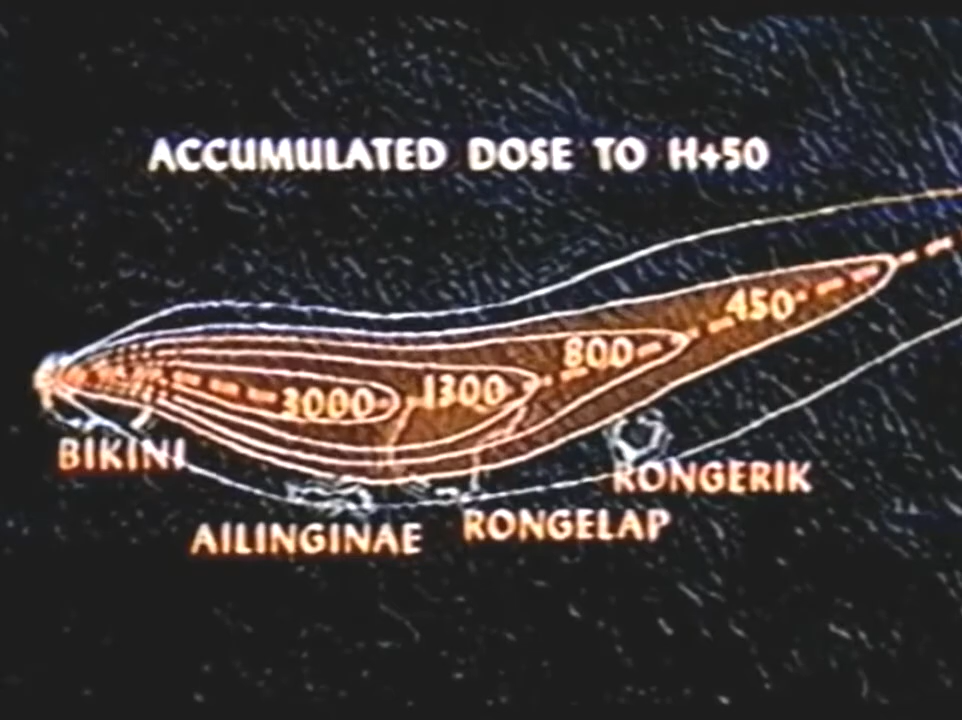 ACCUMULATED DOSE TO H+50
450
800
1300
3000
BIKINI
RONGERIK
RONGELAP
AILINGINAE